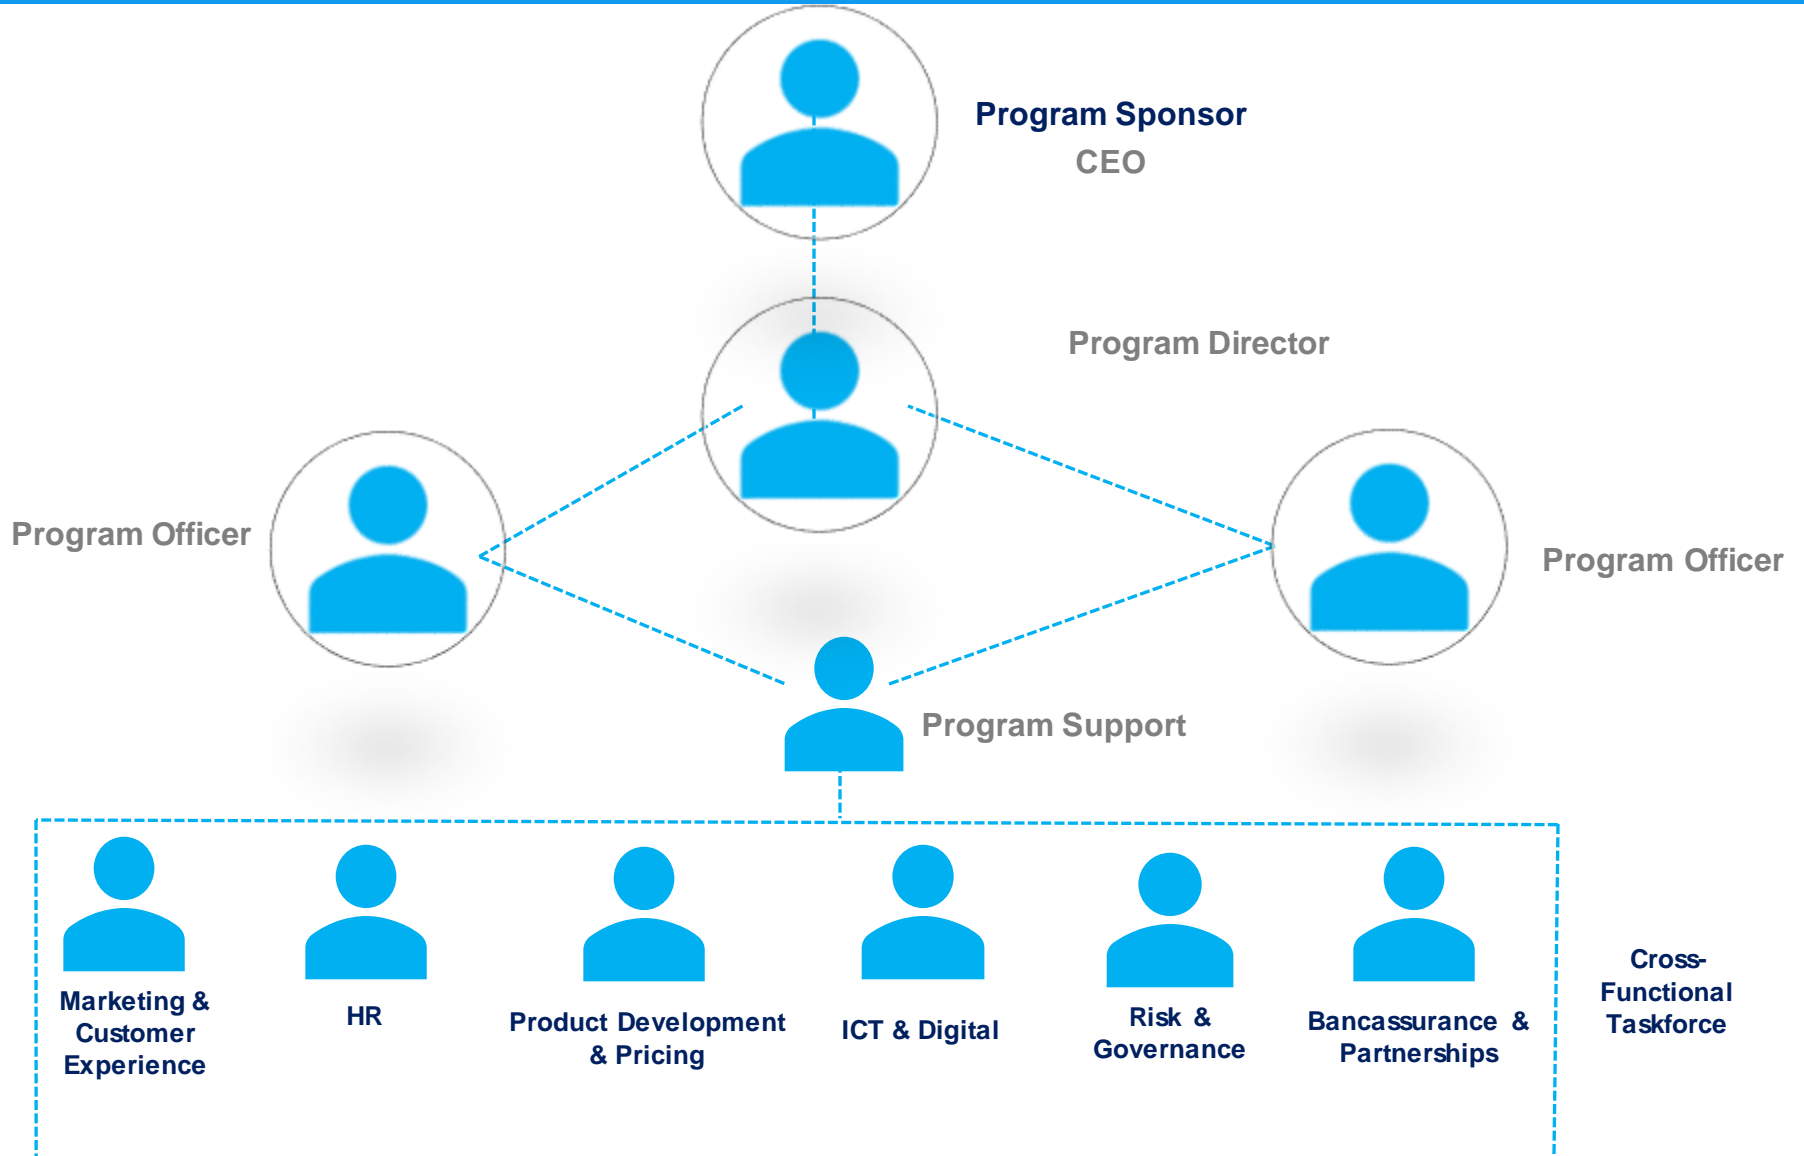 Program Sponsor
CEO
Program Director
Program Officer
Program Officer
Program Support
Marketing &
Customer
Experience
HR
Product Development
& Pricing
ICT & Digital
Risk &
Governance
Bancassurance &
Partnerships
Cross-
Functional
Taskforce